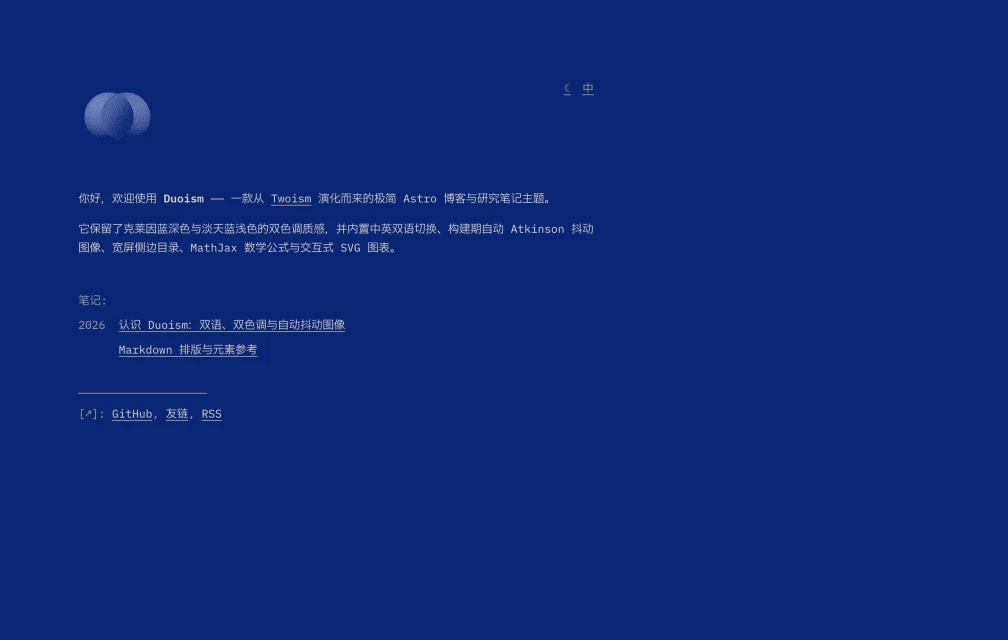 ☾ 中
你好，欢迎使用 Duoism —— 一款从 Twoism 演化而来的极简 Astro 博客与研究笔记主题。
它保留了克莱因蓝深色与淡天蓝浅色的双色调质感，并内置中英双语切换、构建期自动 Atkinson 抖动
图像、宽屏侧边目录、MathJax 数学公式与交互式 SVG 图表。
笔记：
2026 认识 Duoism：双语、双色调与自动抖动图像
Markdown 排版与元素参考
[↗]: GitHub, 友链, RSS